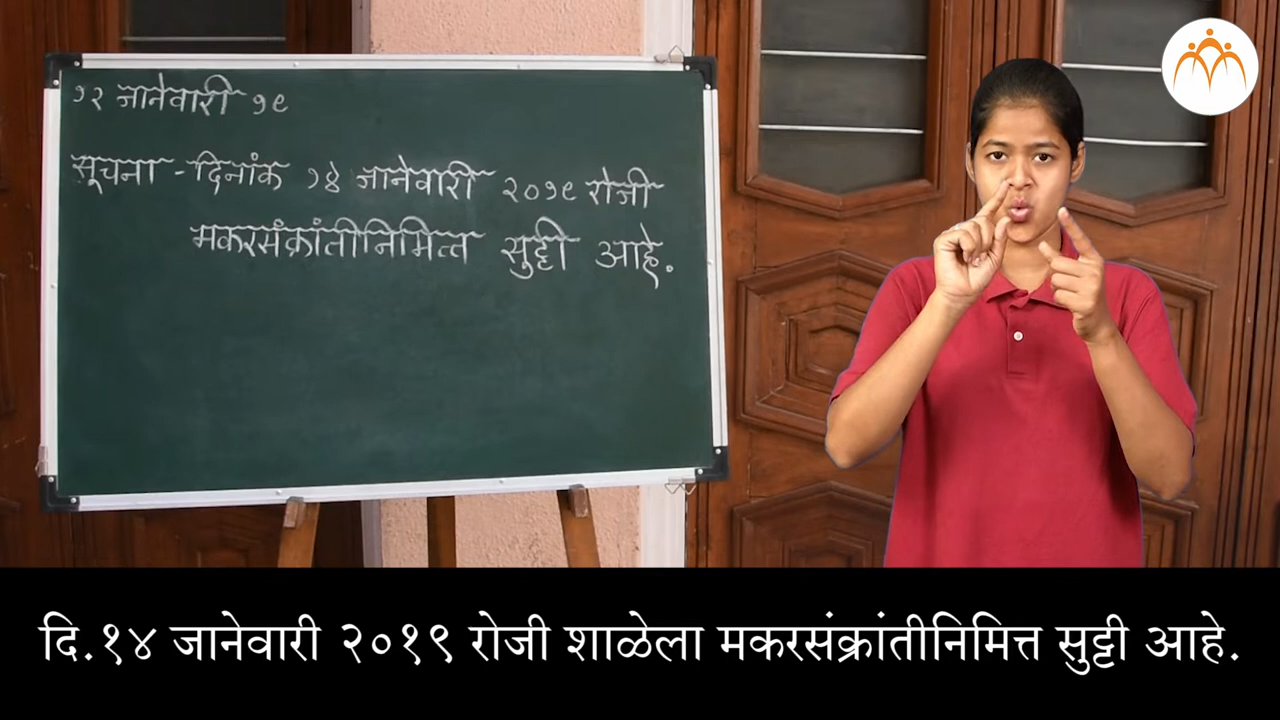 १२ जानेवारी १९
सूचना - दिनांक १४ जानेवारी २०१९ रोजी
मकरसंक्रांतीनिमित्त सुट्टी आहे.
दि.१४ जानेवारी २०१९ रोजी शाळेला मकरसंक्रांतीनिमित्त सुट्टी आहे.